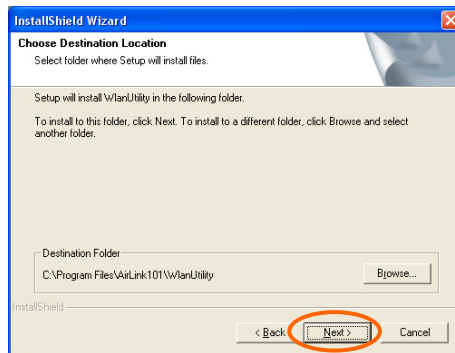 InstallShield Wizard
Choose Destination Location
Select folder where Setup will install files.
Setup will install WlanUtility in the following folder.
To install to this folder, click Next. To install to a different folder, click Browse and select
another folder.
Destination Folder
C:\Program Files\AirLink101\WlanUtility
Browse...
InstallShield
< Back
Next >
Cancel